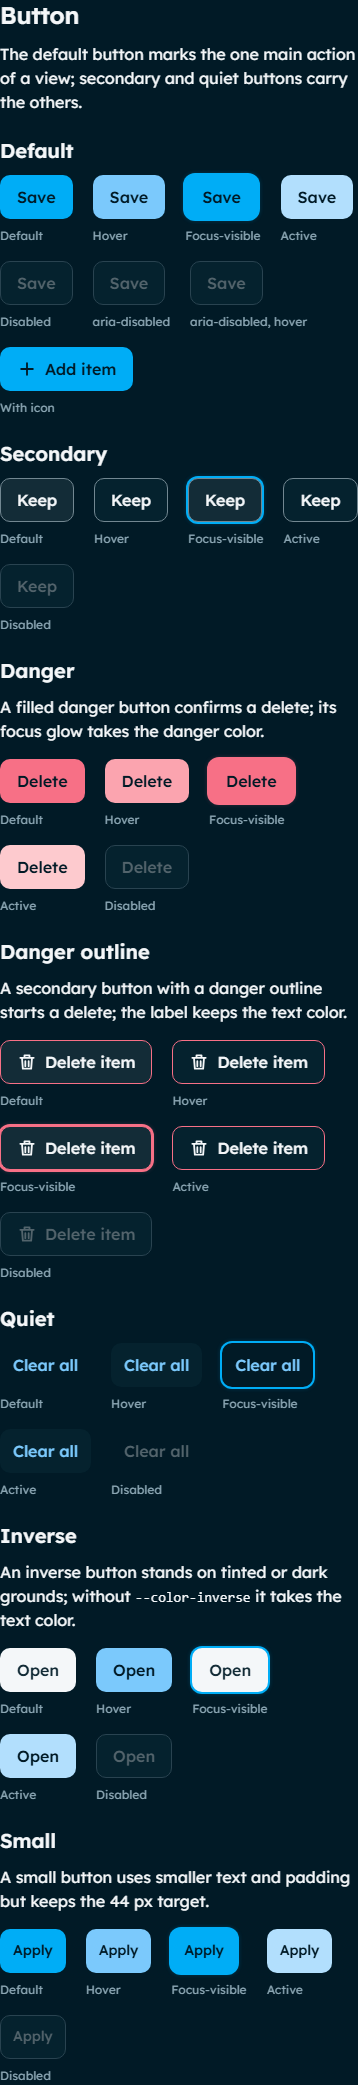 Button
The default button marks the one main action
of a view; secondary and quiet buttons carry
the others.
Default
Save Save Save Save
Default Hover Focus-visible Active
Save Save Save
Disabled aria-disabled aria-disabled, hover
Add item
With icon
Secondary
Keep Keep Keep Keep
Default Hover Focus-visible Active
Keep
Disabled
Danger
A filled danger button confirms a delete; its
focus glow takes the danger color.
Delete Delete Delete
Default Hover Focus-visible
Delete Delete
Active Disabled
Danger outline
A secondary button with a danger outline
starts a delete; the label keeps the text color.
Delete item Delete item
Default Hover
Delete item Delete item
Focus-visible Active
Delete item
Disabled
Quiet
Clear all Clear all Clear all
Default Hover Focus-visible
Clear all Clear all
Active Disabled
Inverse
An inverse button stands on tinted or dark
grounds; without --color-inverse it takes the
text color.
Open Open Open
Default Hover Focus-visible
Open Open
Active Disabled
Small
A small button uses smaller text and padding
but keeps the 44 px target.
Apply Apply Apply Apply
Default Hover Focus-visible Active
Apply
Disabled